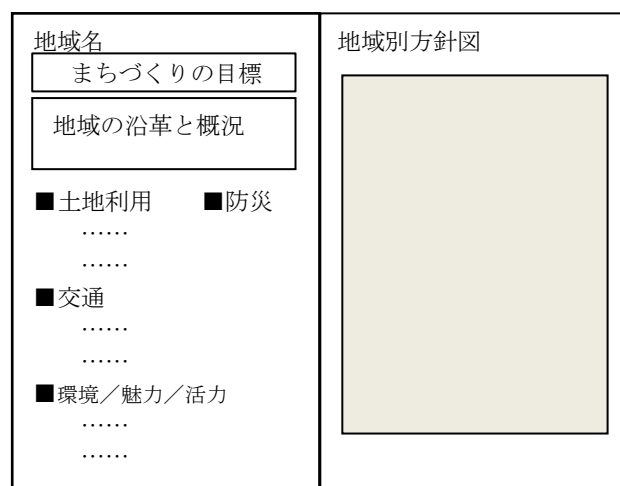 地域名
まちづくりの目標
地域の沿革と概況
■土地利用　■防災
……
……
■交通
……
……
■環境／魅力／活力
……
……
地域別方針図